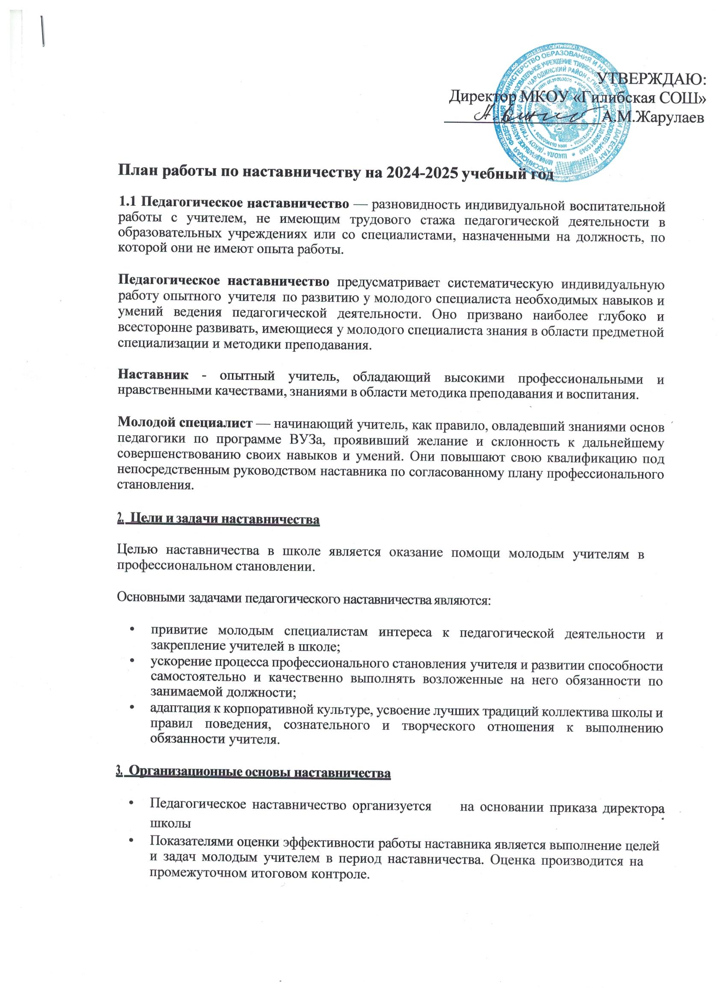 УТВЕРЖДАЮ:
Директор МКОУ «Гилибская СОШ»
А.М.Жарулаев
План работы по наставничеству на 2024-2025 учебный год
1.1 Педагогическое наставничество — разновидность индивидуальной воспитательной
работы с учителем, не имеющим трудового стажа педагогической деятельности в
образовательных учреждениях или со специалистами, назначенными на должность, по
которой они не имеют опыта работы.
Педагогическое наставничество предусматривает систематическую индивидуальную
работу опытного учителя по развитию у молодого специалиста необходимых навыков и
умений ведения педагогической деятельности. Оно призвано наиболее глубоко и
всесторонне развивать, имеющиеся у молодого специалиста знания в области предметной
специализации и методики преподавания.
Наставник - опытный учитель, обладающий высокими профессиональными и
нравственными качествами, знаниями в области методика преподавания и воспитания.
Молодой специалист — начинающий учитель, как правило, овладевший знаниями основ
педагогики по программе ВУЗа, проявивший желание и склонность к дальнейшему
совершенствованию своих навыков и умений. Они повышают свою квалификацию под
непосредственным руководством наставника по согласованному плану профессионального
становления.
2. Цели и задачи наставничества
Целью наставничества в школе является оказание помощи молодым учителям в
профессиональном становлении.
Основными задачами педагогического наставничества являются:
• привитие молодым специалистам интереса к педагогической деятельности и
закрепление учителей в школе;
• ускорение процесса профессионального становления учителя и развитии способности
самостоятельно и качественно выполнять возложенные на него обязанности по
занимаемой должности;
• адаптация к корпоративной культуре, усвоение лучших традиций коллектива школы и
правил поведения, сознательного и творческого отношения к выполнению
обязанности учителя.
3. Организационные основы наставничества
• Педагогическое наставничество организуется на основании приказа директора
школы
• Показателями оценки эффективности работы наставника является выполнение целей
и задач молодым учителем в период наставничества. Оценка производится на
промежуточном итоговом контроле.